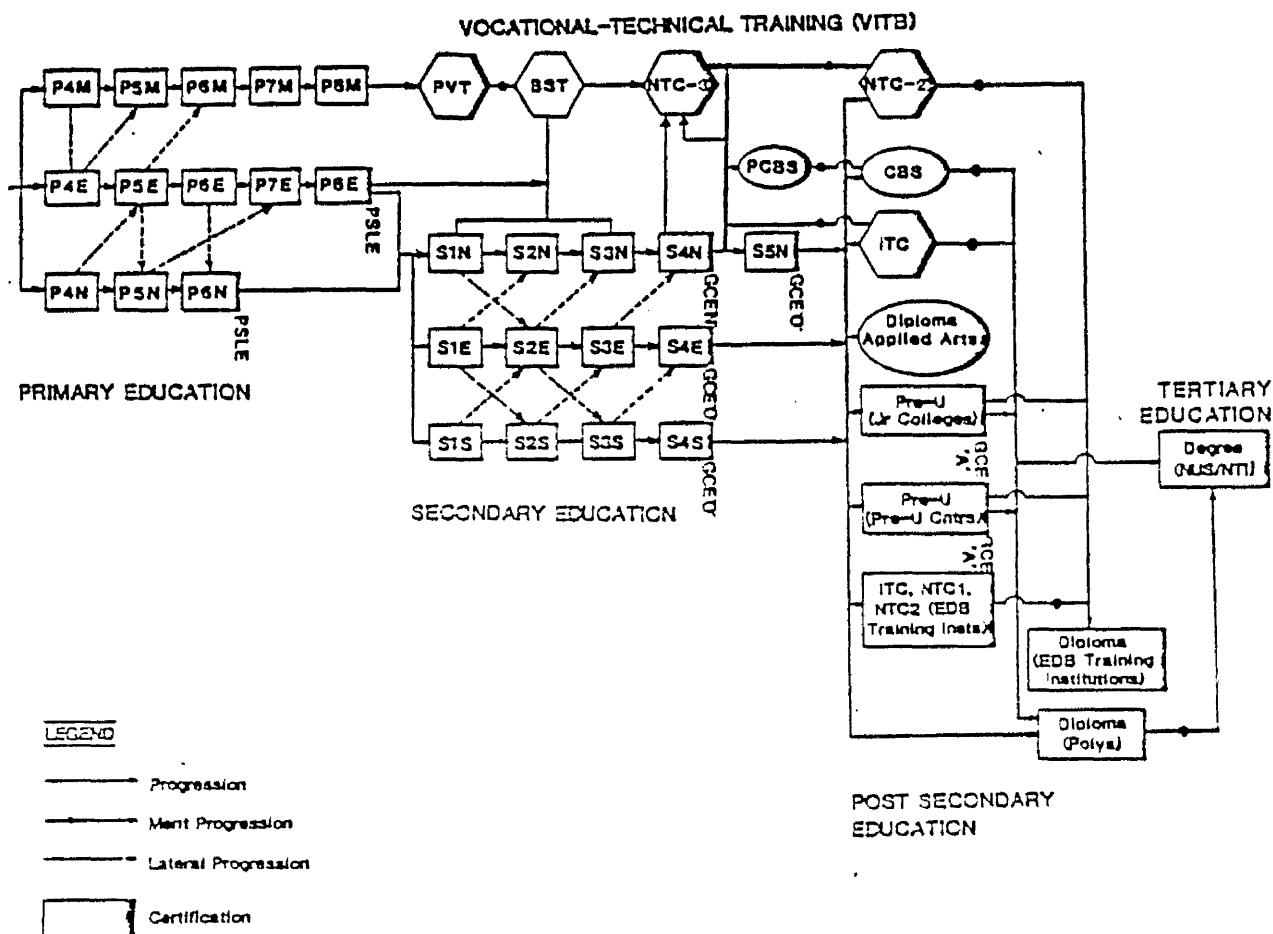 VOCATIONAL-TECHNICAL TRAINING (VITB)
P4M P5M P6M P7M P8M PVT BST NTC-3 NTC-2
P4E P5E P6E P7E P8E PCBS CBS
PSLE
P4N P5N P6N
PSLE
S1N S2N S3N S4N S5N ITC
GCE'N' GCE'O'
S1E S2E S3E S4E
GCE'O'
S1S S2S S3S S4S
GCE'O'
Diploma
Applied Arts
PRIMARY EDUCATION
SECONDARY EDUCATION
Pre-U
(Jr Colleges)
GCE
'A'
Pre-U
(Pre-U Cntrs)
GCE
'A'
ITC, NTC1,
NTC2 (EDB
Training Insts)
TERTIARY
EDUCATION
Degree
(NUS/NTI)
Diploma
(EDB Training
Institutions)
Diploma
(Polys)
POST SECONDARY
EDUCATION
LEGEND
Progression
Merit Progression
Lateral Progression
Certification